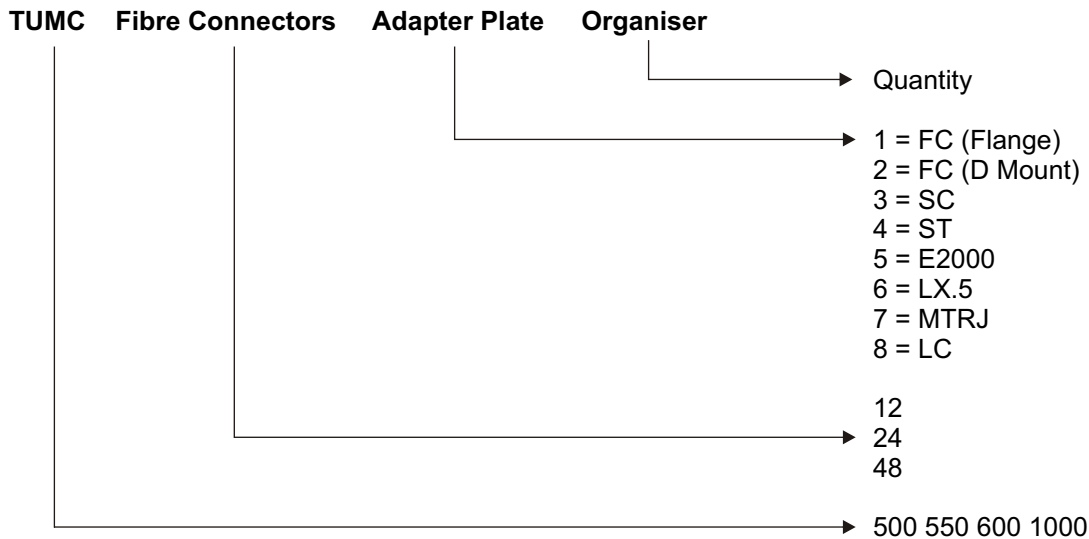 TUMC Fibre Connectors Adapter Plate Organiser
Quantity
1 = FC (Flange)
2 = FC (D Mount)
3 = SC
4 = ST
5 = E2000
6 = LX.5
7 = MTRJ
8 = LC
12
24
48
500 550 600 1000